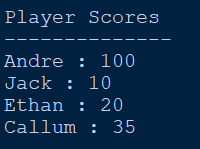 Player Scores
--------------
Andre : 100
Jack : 10
Ethan : 20
Callum : 35